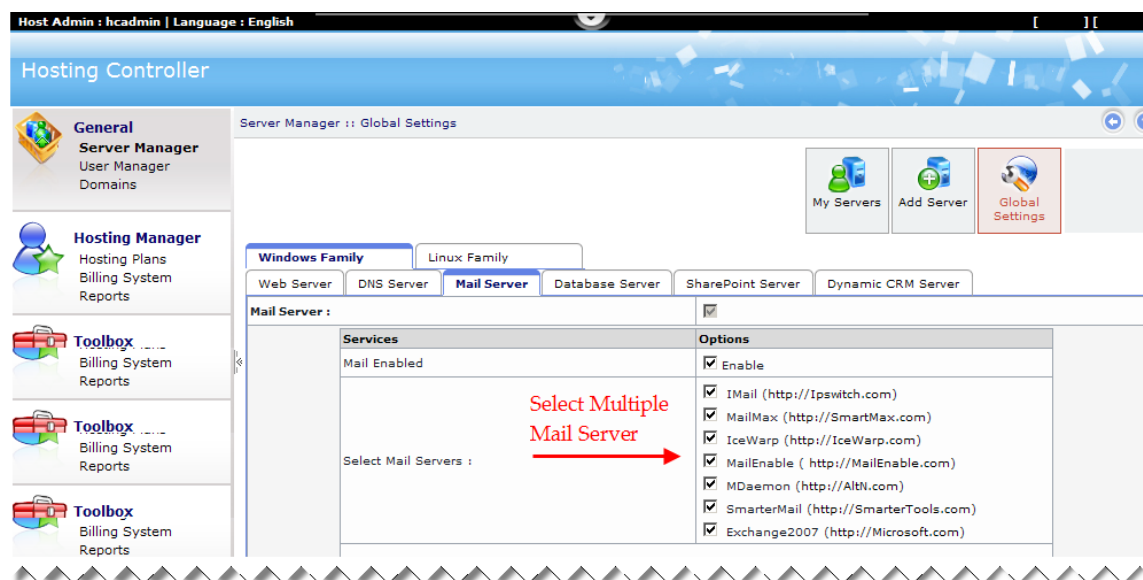 Host Admin : hcadmin | Language : English
[ ] [
Hosting Controller
General
Server Manager
User Manager
Domains
Hosting Manager
Hosting Plans
Billing System
Reports
Toolbox
Billing System
Reports
Toolbox
Billing System
Reports
Toolbox
Billing System
Reports
Server Manager :: Global Settings
My Servers
Add Server
Global
Settings
Windows Family
Linux Family
Web Server
DNS Server
Mail Server
Database Server
SharePoint Server
Dynamic CRM Server
Mail Server :
Services
Options
Mail Enabled
Enable
Select Mail Servers :
Select Multiple
Mail Server
IMail (http://Ipswitch.com)
MailMax (http://SmartMax.com)
IceWarp (http://IceWarp.com)
MailEnable ( http://MailEnable.com)
MDaemon (http://AltN.com)
SmarterMail (http://SmarterTools.com)
Exchange2007 (http://Microsoft.com)